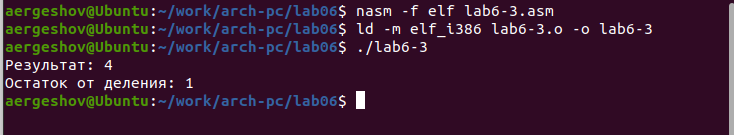 aergeshov@Ubuntu:~/work/arch-pc/lab06$ nasm -f elf lab6-3.asm
aergeshov@Ubuntu:~/work/arch-pc/lab06$ ld -m elf_i386 lab6-3.o -o lab6-3
aergeshov@Ubuntu:~/work/arch-pc/lab06$ ./lab6-3
Результат: 4
Остаток от деления: 1
aergeshov@Ubuntu:~/work/arch-pc/lab06$